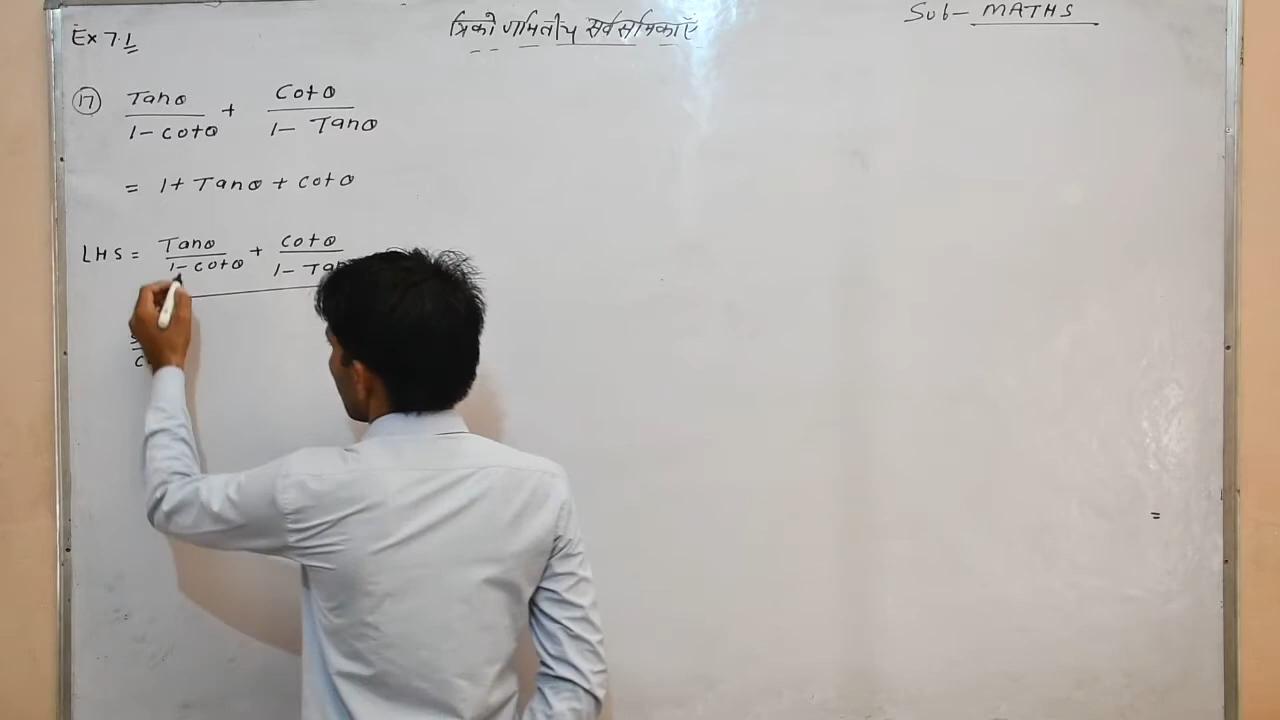 Ex 7.1
त्रिकोणमितीय सर्वसमिकाएँ
Sub- MATHS
17 Tanθ / 1- cotθ + Cotθ / 1- Tanθ
= 1+ Tanθ + cotθ
LHS = Tanθ / 1- cotθ + cotθ / 1- Tan
=